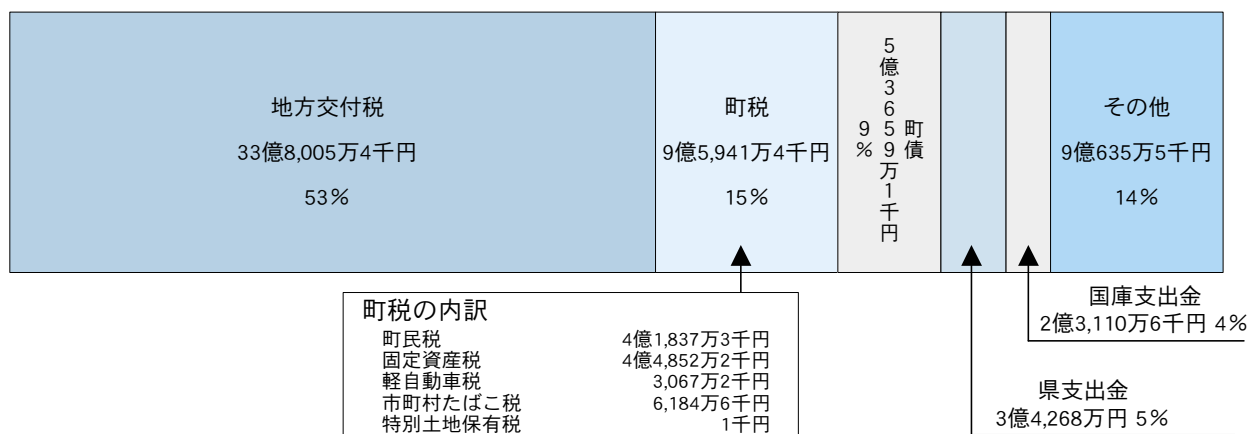 地方交付税
33億8,005万4千円
53%
町税
9億5,941万4千円
15%
町債
5億3659万1千円
9%
その他
9億635万5千円
14%
国庫支出金
2億3,110万6千円 4%
県支出金
3億4,268万円 5%
町税の内訳
町民税 4億1,837万3千円
固定資産税 4億4,852万2千円
軽自動車税 3,067万2千円
市町村たばこ税 6,184万6千円
特別土地保有税 1千円